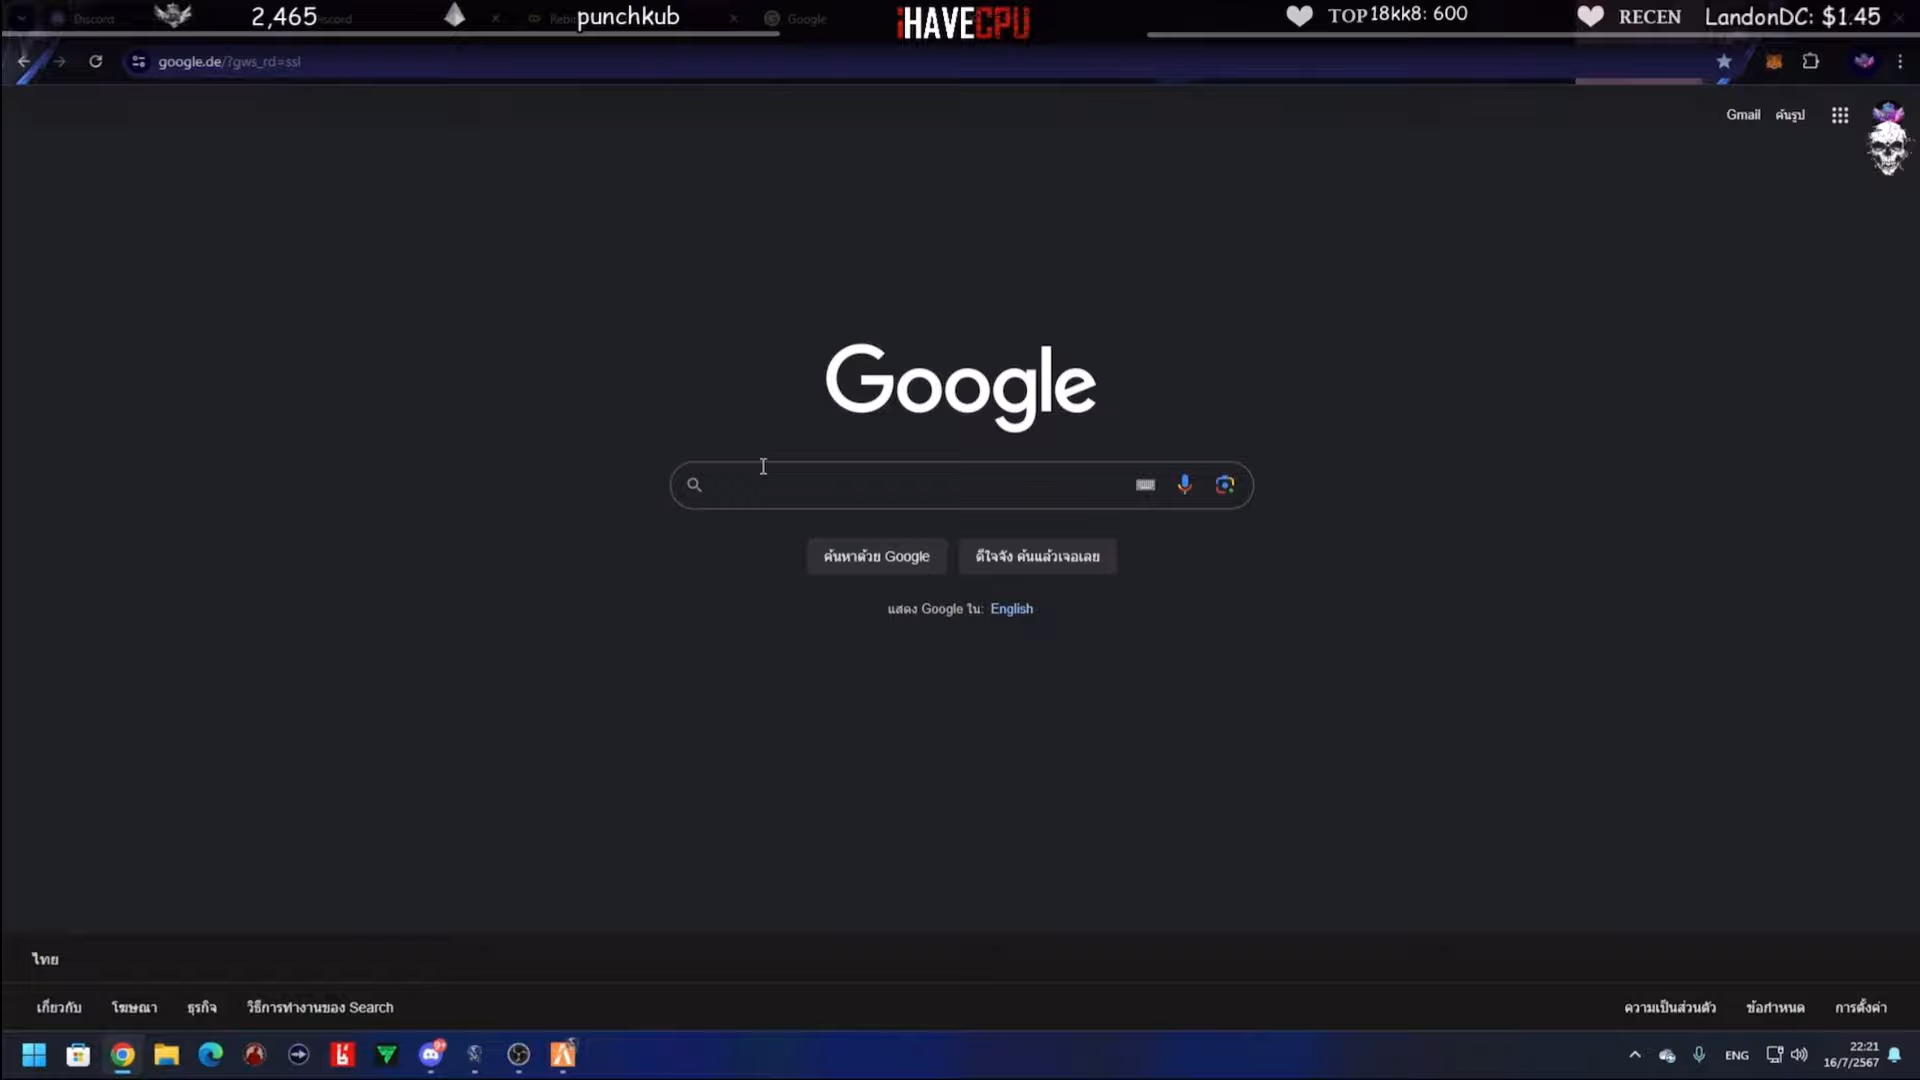 Discord
2,465
scord
Rebi
punchkub
Google
iHAVECPU
TOP 18kk8: 600
RECEN
LandonDC: $1.45
google.de/?gws_rd=ssl
Gmail
ค้นรูป
Google
ค้นหาด้วย Google
ดีใจจัง ค้นแล้วเจอเลย
แสดง Google ใน: English
ไทย
เกี่ยวกับ
โฆษณา
ธุรกิจ
วิธีการทำงานของ Search
ความเป็นส่วนตัว
ข้อกำหนด
การตั้งค่า
9+
ENG
22:21
16/7/2567